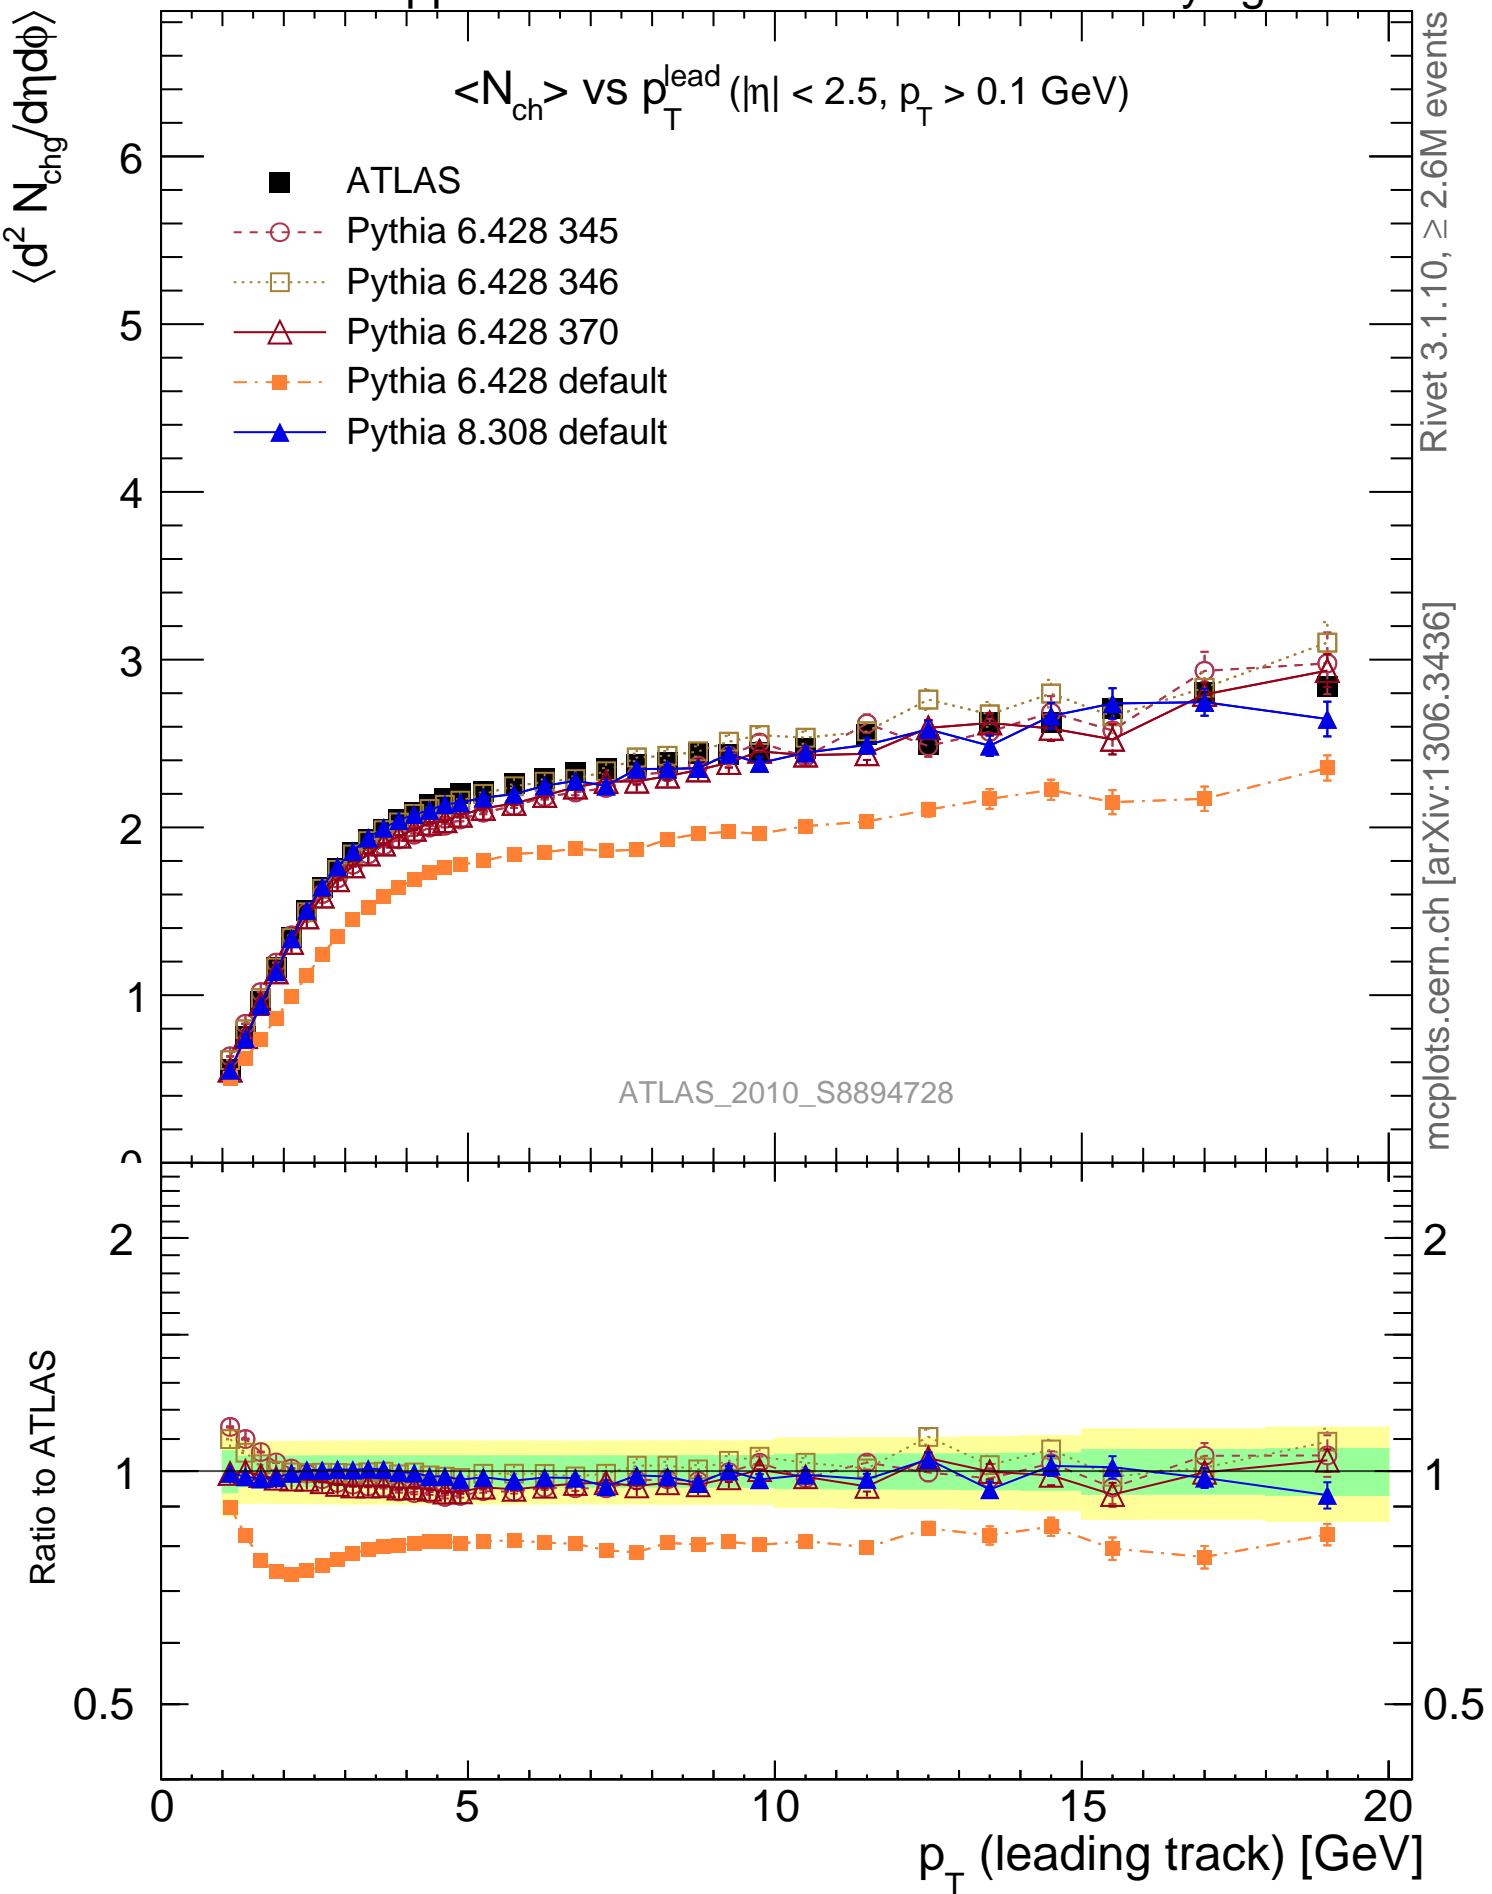 <N_ch> vs p_T^lead (|η| < 2.5, p_T > 0.1 GeV)
⟨d² N_chg/dηdϕ⟩
ATLAS
Pythia 6.428 345
Pythia 6.428 346
Pythia 6.428 370
Pythia 6.428 default
Pythia 8.308 default
6
5
4
3
2
1
0
ATLAS_2010_S8894728
Rivet 3.1.10, ≥ 2.6M events
mcplots.cern.ch [arXiv:1306.3436]
Ratio to ATLAS
2 2
1 1
0.5 0.5
0 5 10 15 20
p_T (leading track) [GeV]